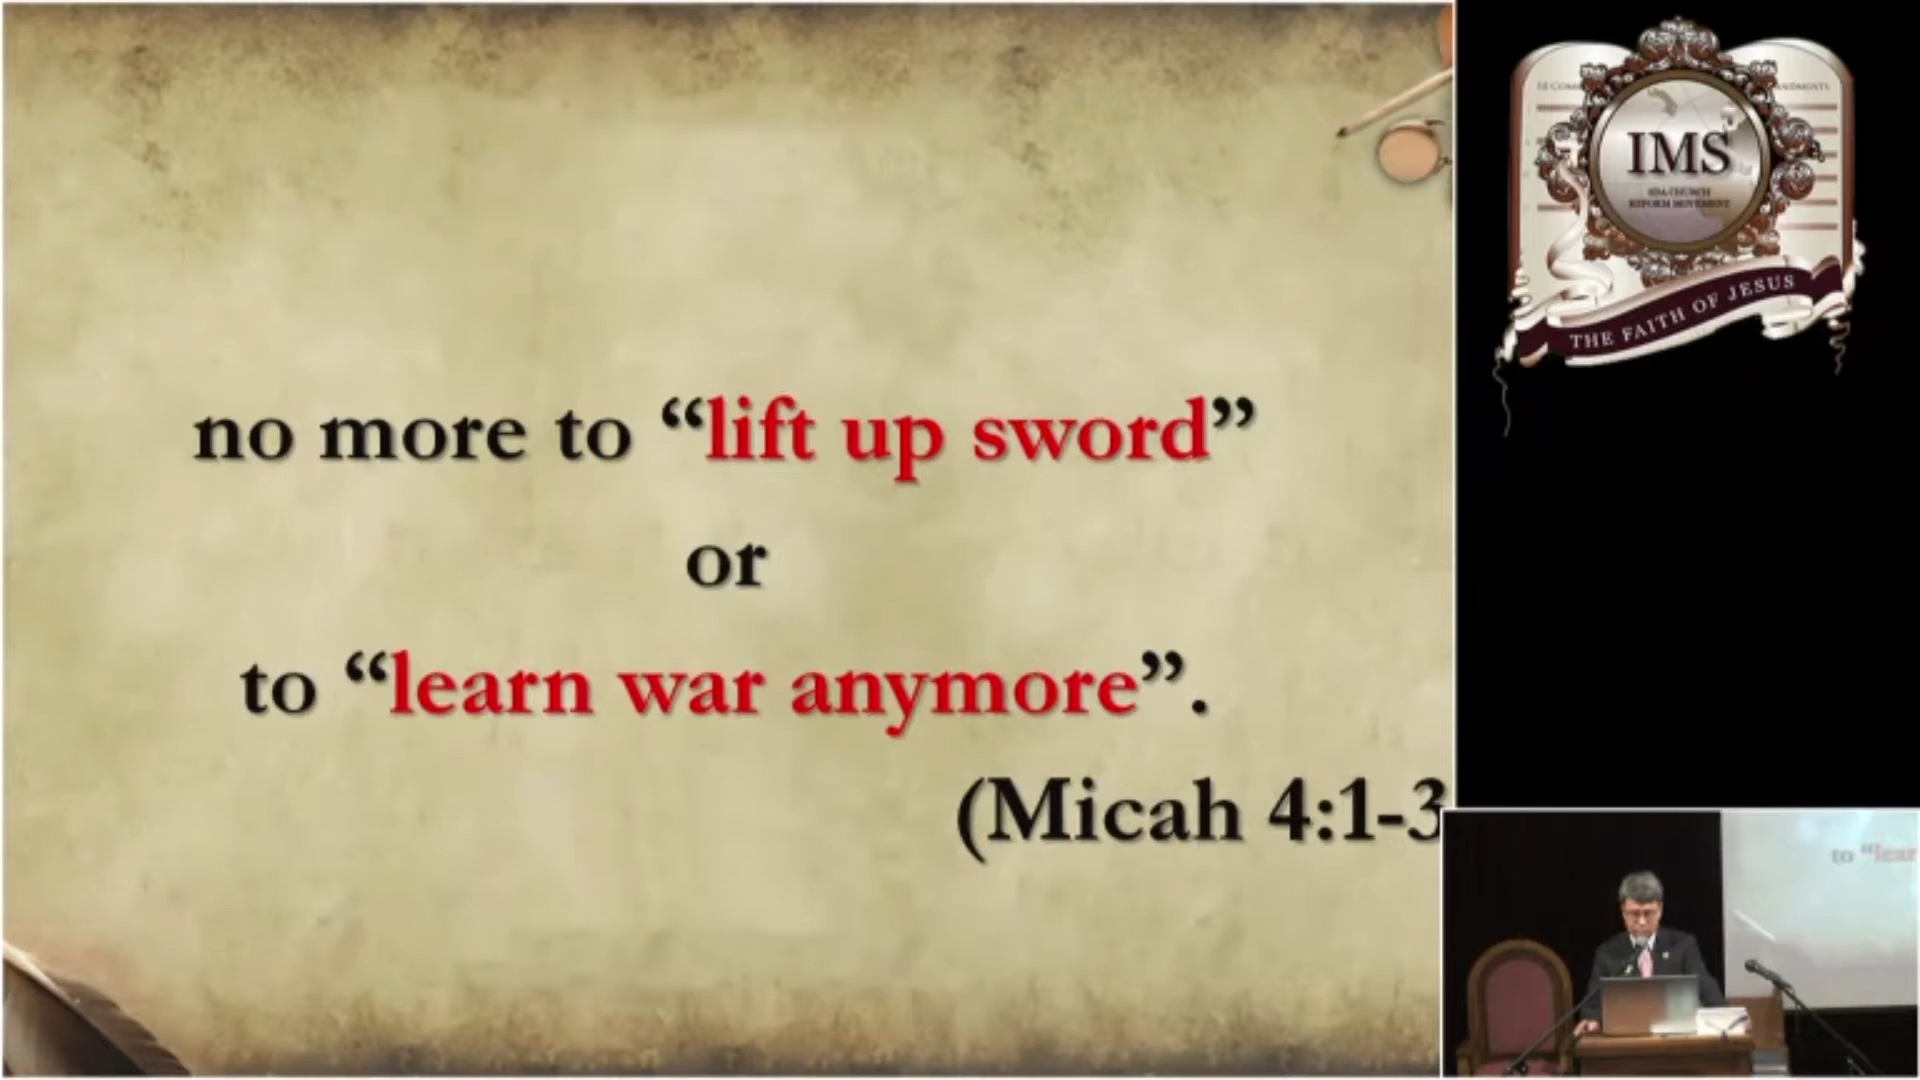 no more to “lift up sword”
or
to “learn war anymore”.
(Micah 4:1-3
IMS
SDA CHURCH
REFORM MOVEMENT
THE FAITH OF JESUS
to “lear